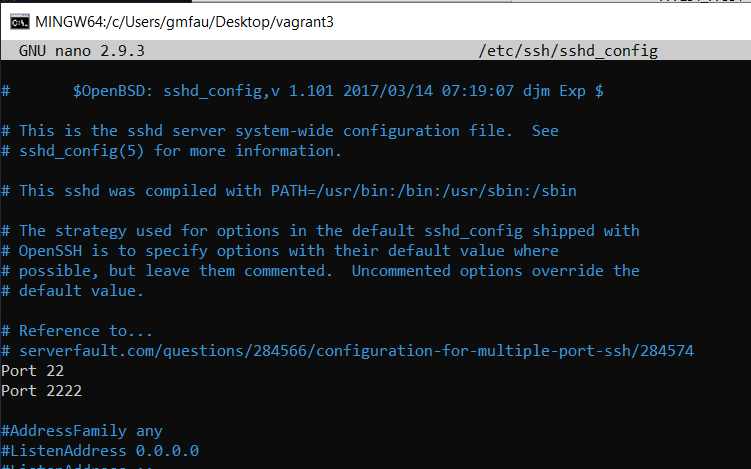 MINGW64:/c/Users/gmfau/Desktop/vagrant3
GNU nano 2.9.3 /etc/ssh/sshd_config
# $OpenBSD: sshd_config,v 1.101 2017/03/14 07:19:07 djm Exp $
# This is the sshd server system-wide configuration file. See
# sshd_config(5) for more information.
# This sshd was compiled with PATH=/usr/bin:/bin:/usr/sbin:/sbin
# The strategy used for options in the default sshd_config shipped with
# OpenSSH is to specify options with their default value where
# possible, but leave them commented. Uncommented options override the
# default value.
# Reference to...
# serverfault.com/questions/284566/configuration-for-multiple-port-ssh/284574
Port 22
Port 2222
#AddressFamily any
#ListenAddress 0.0.0.0
#ListenAddress